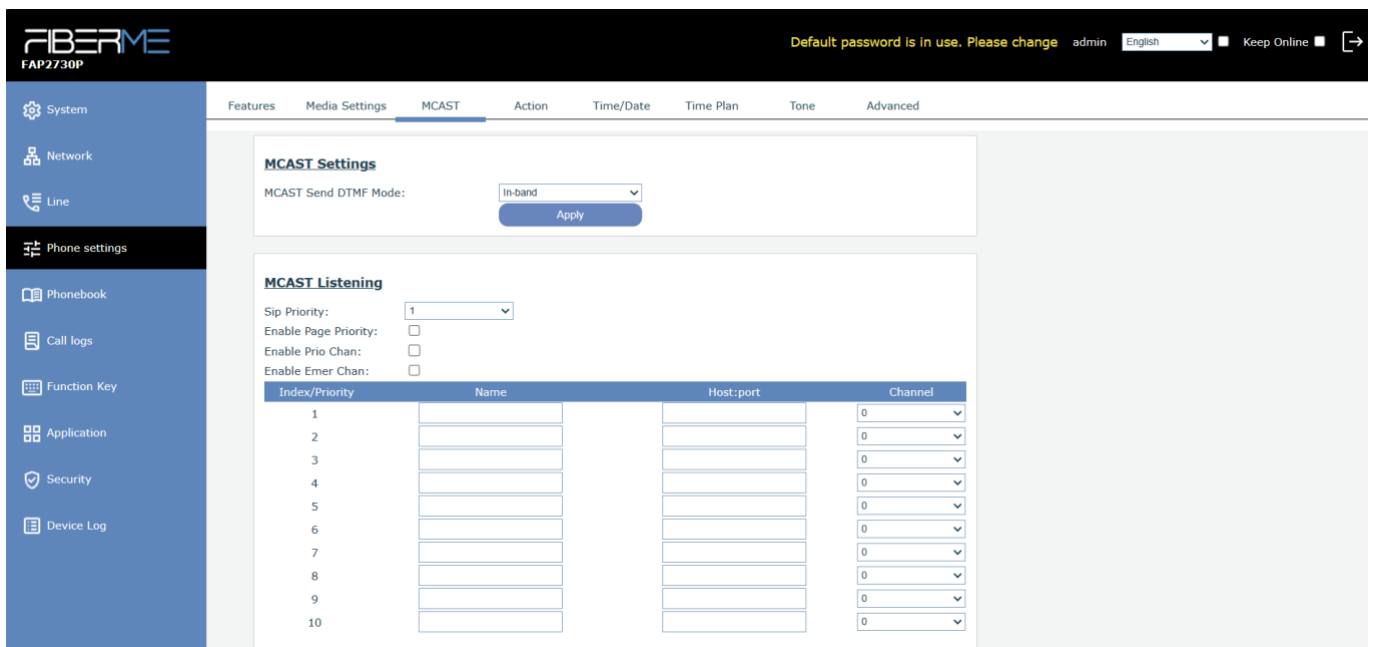 FIBERME
FAP2730P
Default password is in use. Please change admin English Keep Online
System
Network
Line
Phone settings
Phonebook
Call logs
Function Key
Application
Security
Device Log
Features Media Settings MCAST Action Time/Date Time Plan Tone Advanced
MCAST Settings
MCAST Send DTMF Mode: In-band
Apply
MCAST Listening
Sip Priority: 1
Enable Page Priority:
Enable Prio Chan:
Enable Emer Chan:
Index/Priority Name Host:port Channel
1 0
2 0
3 0
4 0
5 0
6 0
7 0
8 0
9 0
10 0